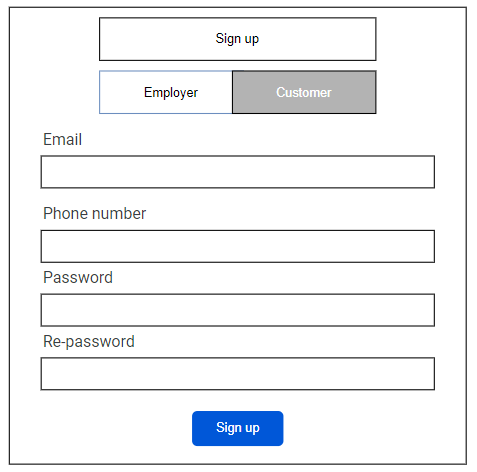 Sign up
Employer Customer
Email
Phone number
Password
Re-password
Sign up